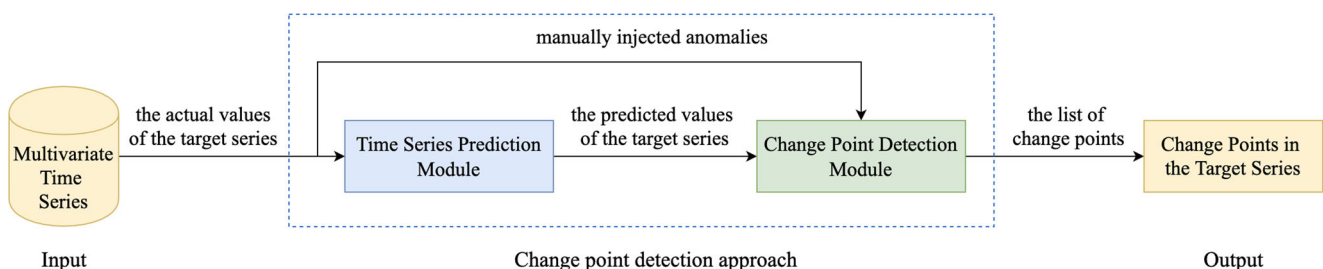 manually injected anomalies
the actual values
of the target series
the predicted values
of the target series
the list of
change points
Multivariate
Time
Series
Time Series Prediction
Module
Change Point Detection
Module
Change Points in
the Target Series
Input
Change point detection approach
Output